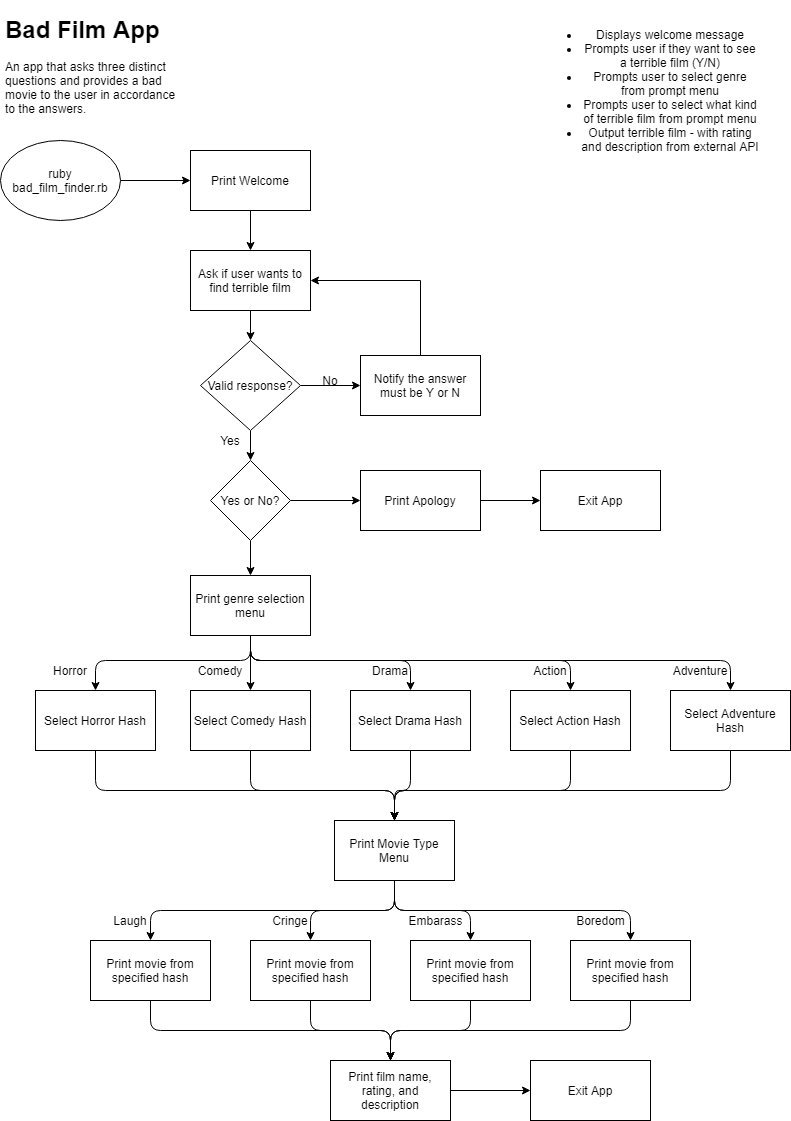 Bad Film App
An app that asks three distinct
questions and provides a bad
movie to the user in accordance
to the answers.
• Displays welcome message
• Prompts user if they want to see
a terrible film (Y/N)
• Prompts user to select genre
from prompt menu
• Prompts user to select what kind
of terrible film from prompt menu
• Output terrible film - with rating
and description from external API
ruby
bad_film_finder.rb
Print Welcome
Ask if user wants to
find terrible film
Valid response?
No
Notify the answer
must be Y or N
Yes
Yes or No?
Print Apology
Exit App
Print genre selection
menu
Horror
Comedy
Drama
Action
Adventure
Select Horror Hash
Select Comedy Hash
Select Drama Hash
Select Action Hash
Select Adventure
Hash
Print Movie Type
Menu
Laugh
Cringe
Embarass
Boredom
Print movie from
specified hash
Print movie from
specified hash
Print movie from
specified hash
Print movie from
specified hash
Print film name,
rating, and
description
Exit App